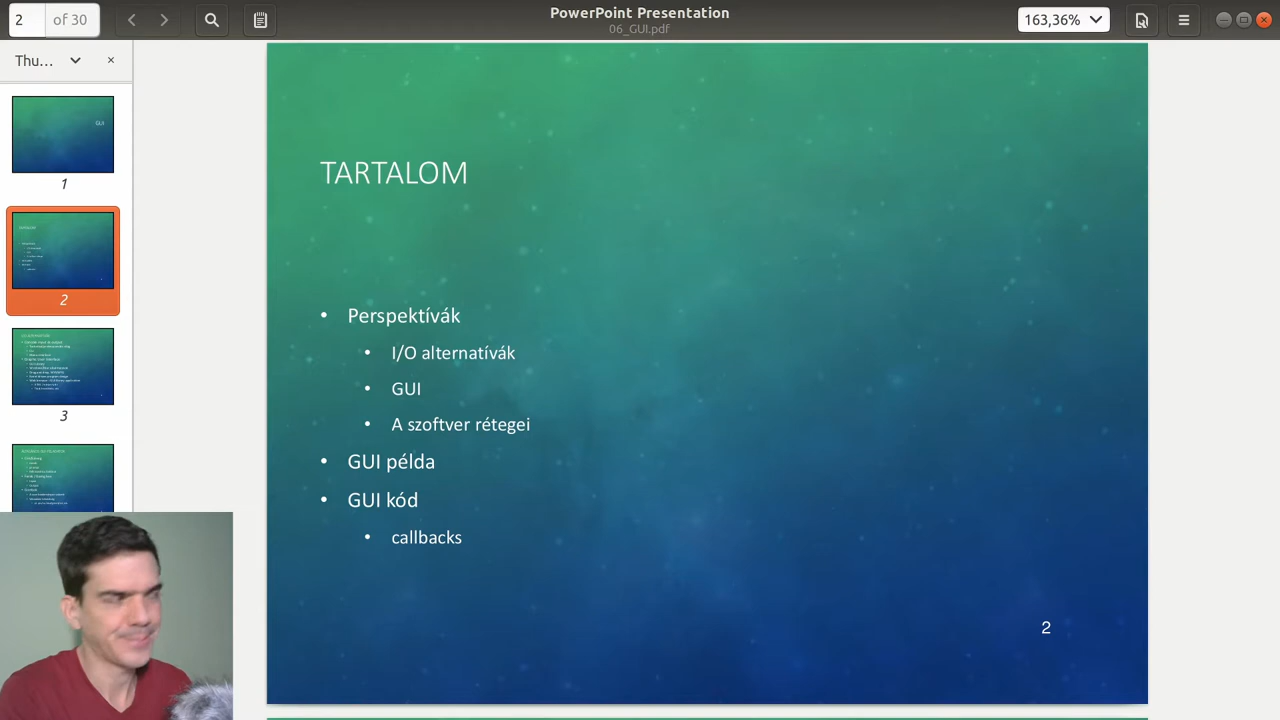 2 of 30
PowerPoint Presentation
06_GUI.pdf
163,36%
Thu...
GUI
1
2
3
TARTALOM
• Perspektívák
• I/O alternatívák
• GUI
• A szoftver rétegei
• GUI példa
• GUI kód
• callbacks
2